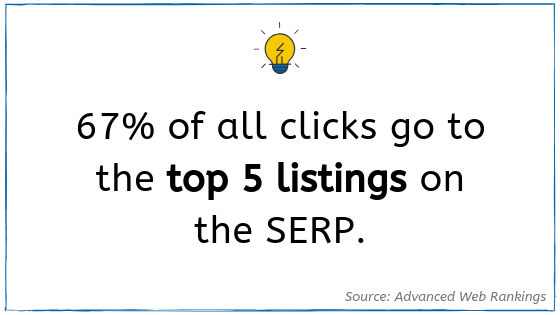 67% of all clicks go to
the top 5 listings on
the SERP.
Source: Advanced Web Rankings